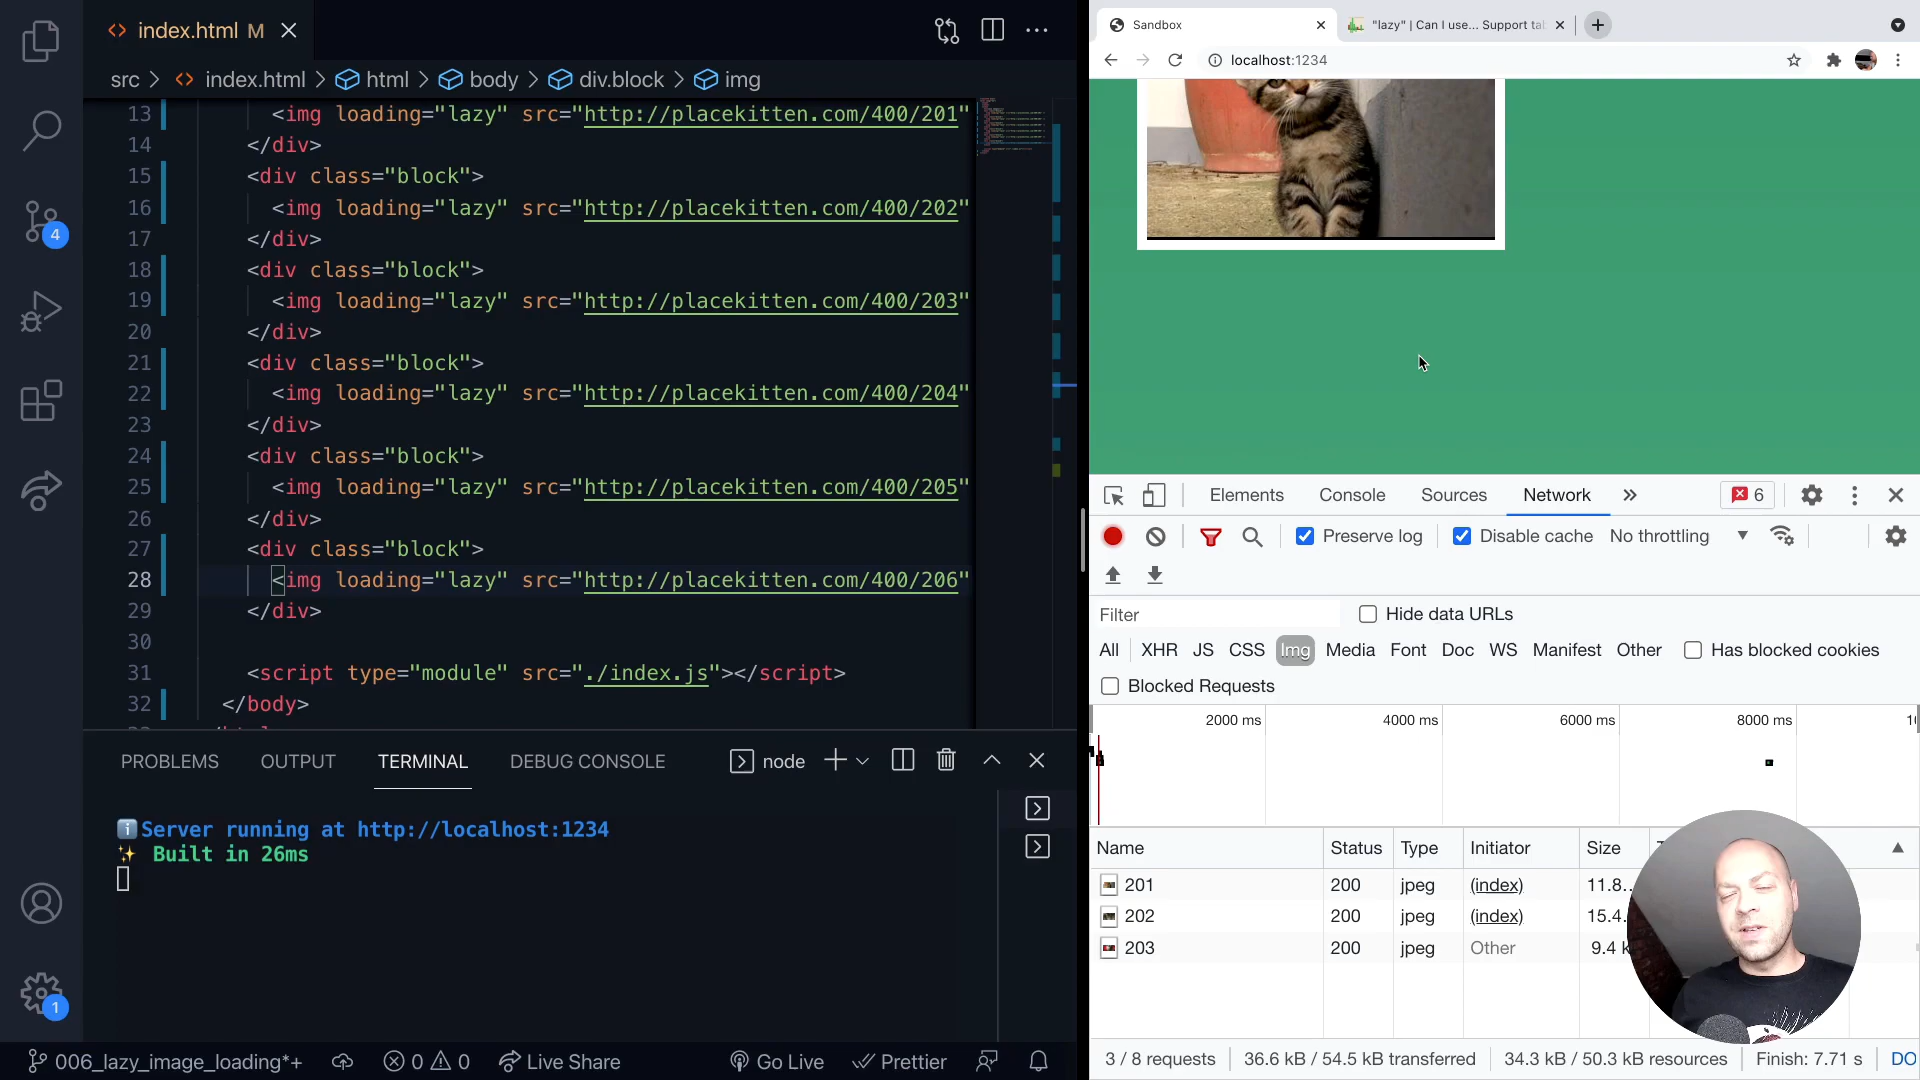 index.html M
src > index.html > html > body > div.block > img
13 <img loading="lazy" src="http://placekitten.com/400/201"
14 </div>
15 <div class="block">
16 <img loading="lazy" src="http://placekitten.com/400/202"
17 </div>
18 <div class="block">
19 <img loading="lazy" src="http://placekitten.com/400/203"
20 </div>
21 <div class="block">
22 <img loading="lazy" src="http://placekitten.com/400/204"
23 </div>
24 <div class="block">
25 <img loading="lazy" src="http://placekitten.com/400/205"
26 </div>
27 <div class="block">
28 <img loading="lazy" src="http://placekitten.com/400/206"
29 </div>
30
31 <script type="module" src="./index.js"></script>
32 </body>
4
1
PROBLEMS OUTPUT TERMINAL DEBUG CONSOLE node
Server running at http://localhost:1234
Built in 26ms
006_lazy_image_loading*+ 0 0 Live Share Go Live Prettier
Sandbox "lazy" | Can I use... Support ta
localhost:1234
Elements Console Sources Network 6
Preserve log Disable cache No throttling
Filter Hide data URLs
All XHR JS CSS Img Media Font Doc WS Manifest Other Has blocked cookies
Blocked Requests
2000 ms 4000 ms 6000 ms 8000 ms
Name Status Type Initiator Size
201 200 jpeg (index) 11.8..
202 200 jpeg (index) 15.4.
203 200 jpeg Other 9.4 k
3 / 8 requests 36.6 kB / 54.5 kB transferred 34.3 kB / 50.3 kB resources Finish: 7.71 s DO